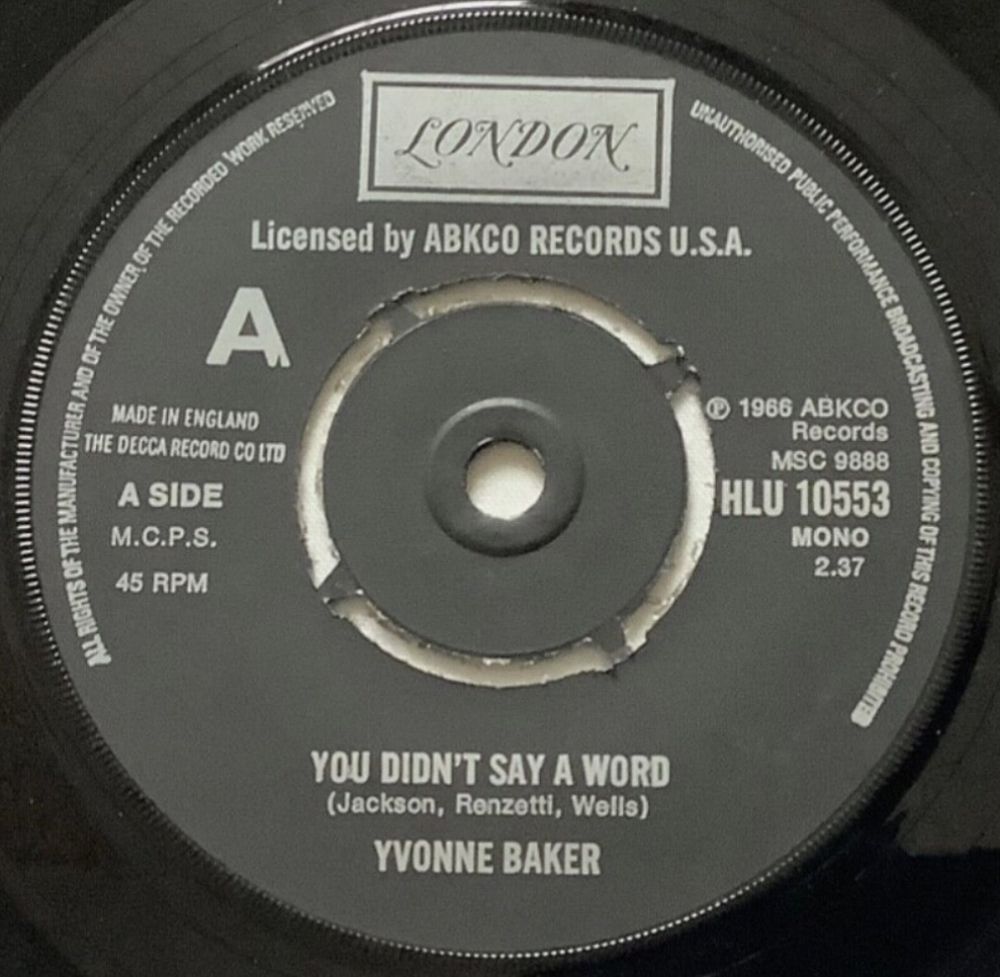 LONDON
Licensed by ABKCO RECORDS U.S.A.
ALL RIGHTS OF THE MANUFACTURER AND OF THE OWNER OF THE RECORDED WORK RESERVED
UNAUTHORISED PUBLIC PERFORMANCE BROADCASTING AND COPYING OF THIS RECORD PROHIBITED
A
MADE IN ENGLAND
THE DECCA RECORD CO LTD
A SIDE
M.C.P.S.
45 RPM
℗ 1966 ABKCO
Records
MSC 9888
HLU 10553
MONO
2.37
YOU DIDN'T SAY A WORD
(Jackson, Renzetti, Wells)
YVONNE BAKER